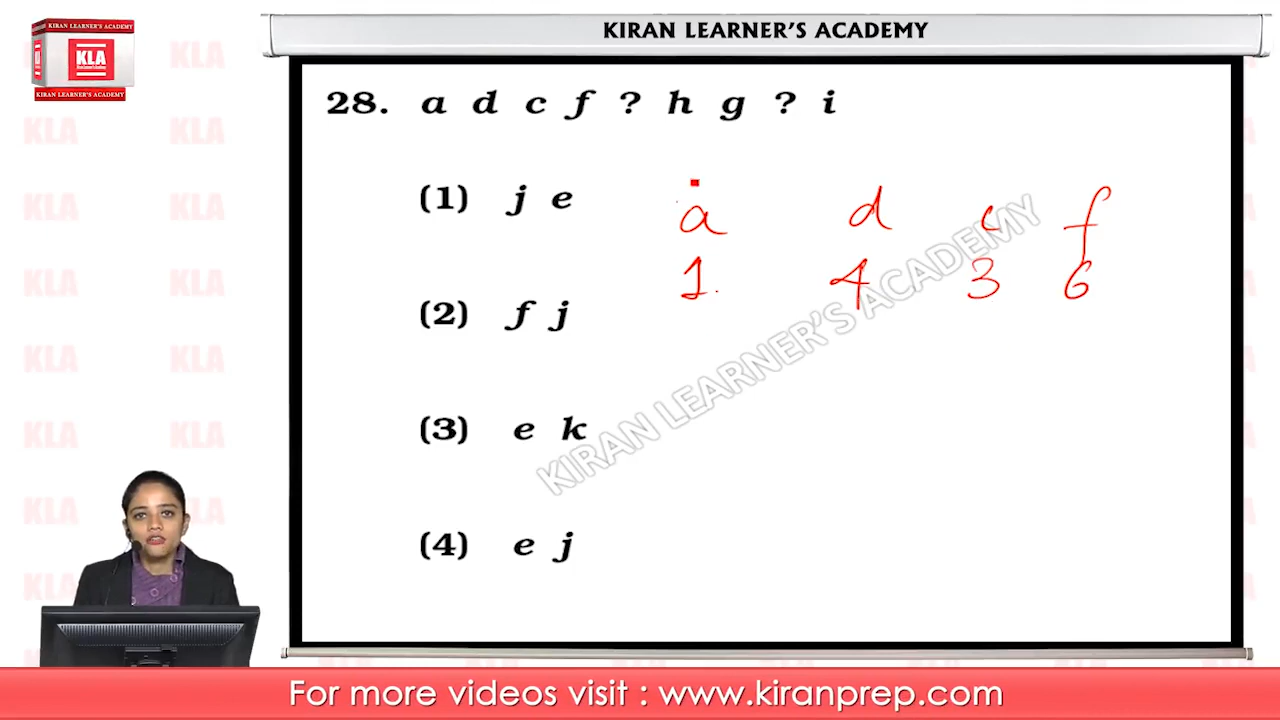 KIRAN LEARNER'S ACADEMY
KIRAN LEARNER'S ACADEMY
KLA
KIRAN LEARNER'S ACADEMY
28. a d c f ? h g ? i
(1) j e
(2) f j
(3) e k
(4) e j
a d c f
1. 4 3 6
KIRAN LEARNER'S ACADEMY
For more videos visit : www.kiranprep.com